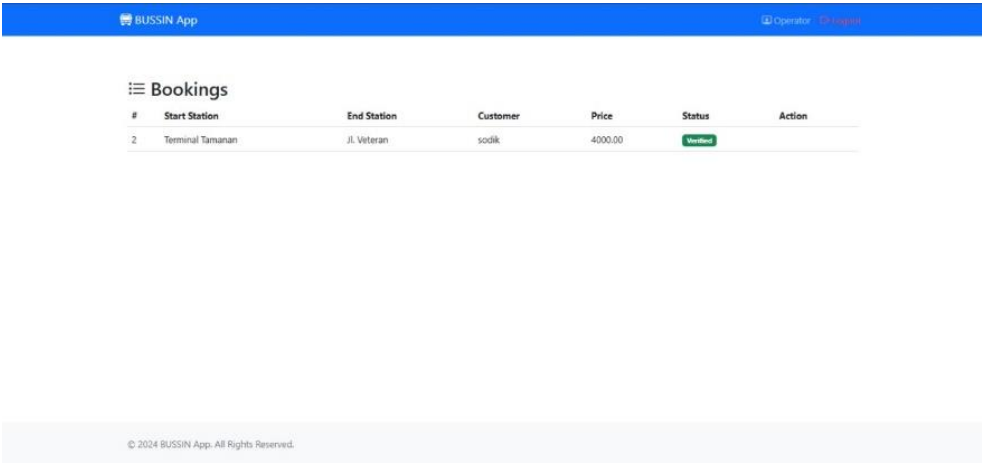 BUSSIN App Operator Logout
Bookings
# Start Station End Station Customer Price Status Action
2 Terminal Tamanan Jl. Veteran sodik 4000.00 Verified
© 2024 BUSSIN App. All Rights Reserved.